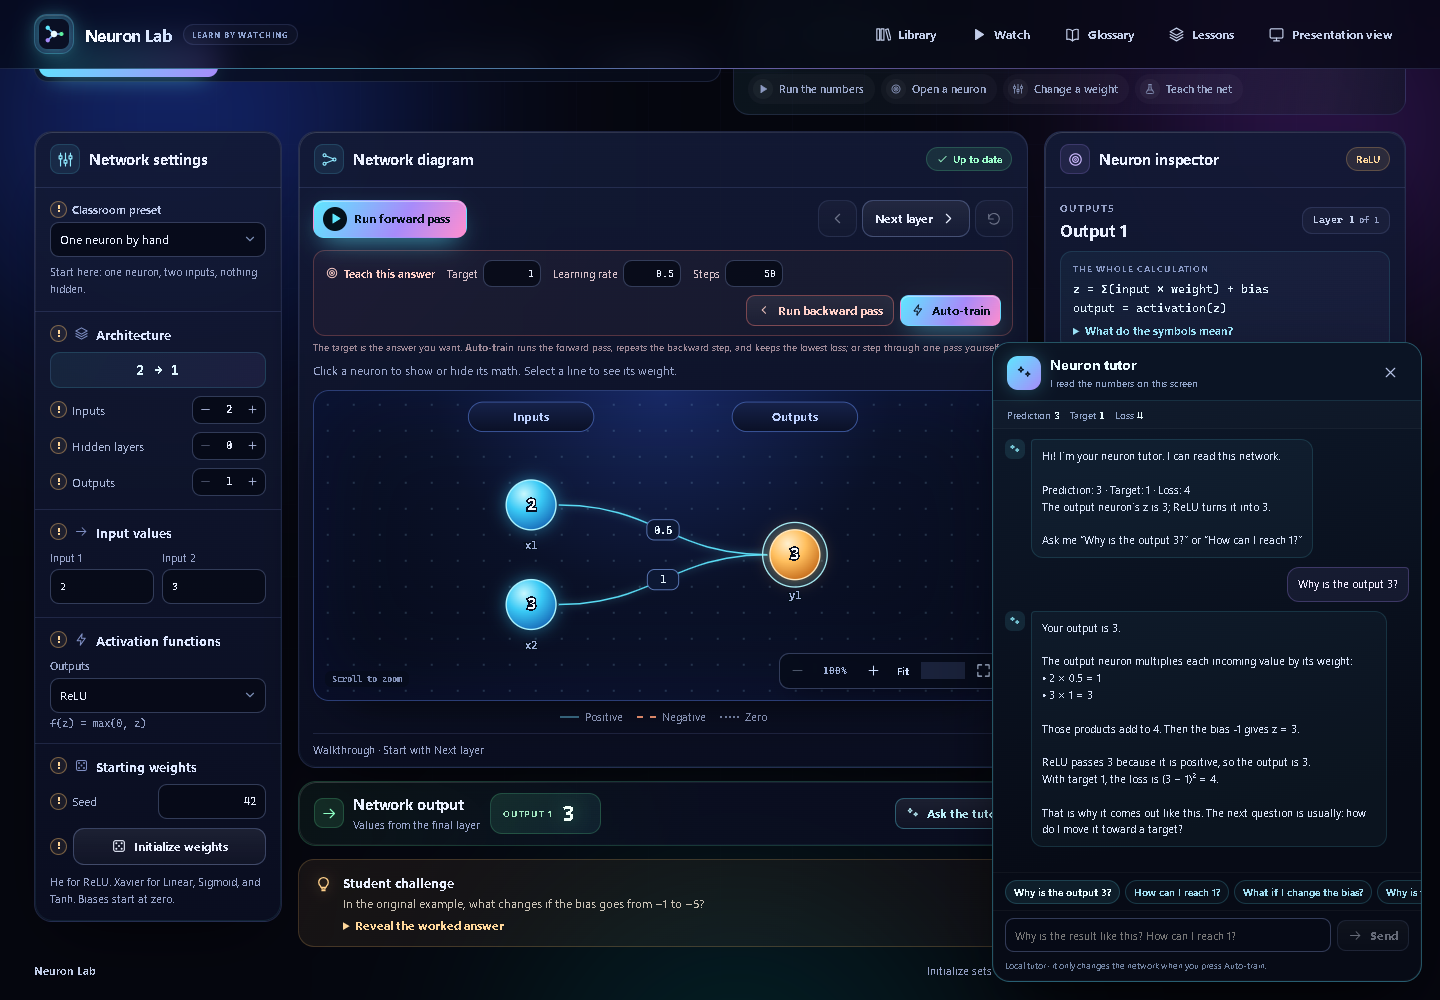 Neuron Lab
LEARN BY WATCHING
Library
Watch
Glossary
Lessons
Presentation view
Run the numbers
Open a neuron
Change a weight
Teach the net
Network settings
Classroom preset
One neuron by hand
Start here: one neuron, two inputs, nothing
hidden.
Architecture
2 → 1
Inputs
− 2 +
Hidden layers
− 0 +
Outputs
− 1 +
Input values
Input 1
Input 2
2
3
Activation functions
Outputs
ReLU
f(z) = max(0, z)
Starting weights
Seed
42
Initialize weights
He for ReLU. Xavier for Linear, Sigmoid, and
Tanh. Biases start at zero.
Network diagram
Up to date
Run forward pass
Next layer
Teach this answer
Target
1
Learning rate
0.5
Steps
50
Run backward pass
Auto-train
The target is the answer you want. Auto-train runs the forward pass, repeats the backward step, and keeps the lowest loss; or step through one pass yourself
Click a neuron to show or hide its math. Select a line to see its weight.
Inputs
Outputs
2
x1
0.5
3
y1
1
3
x2
Scroll to zoom
− 100% + Fit
Positive
Negative
Zero
Walkthrough · Start with Next layer
Network output
Values from the final layer
OUTPUT 1 3
Ask the tuto
Student challenge
In the original example, what changes if the bias goes from −1 to −5?
Reveal the worked answer
Neuron inspector
ReLU
OUTPUTS
Output 1
Layer 1 of 1
THE WHOLE CALCULATION
z = Σ(input × weight) + bias
output = activation(z)
What do the symbols mean?
Neuron tutor
I read the numbers on this screen
Prediction 3 Target 1 Loss 4
Hi! I'm your neuron tutor. I can read this network.
Prediction: 3 · Target: 1 · Loss: 4
The output neuron's z is 3; ReLU turns it into 3.
Ask me "Why is the output 3?" or "How can I reach 1?"
Why is the output 3?
Your output is 3.
The output neuron multiplies each incoming value by its weight:
• 2 × 0.5 = 1
• 3 × 1 = 3
Those products add to 4. Then the bias -1 gives z = 3.
ReLU passes 3 because it is positive, so the output is 3.
With target 1, the loss is (3 − 1)² = 4.
That is why it comes out like this. The next question is usually: how
do I move it toward a target?
Why is the output 3?
How can I reach 1?
What if I change the bias?
Why is
Why is the result like this? How can I reach 1?
Send
Local tutor · it only changes the network when you press Auto-train.
Neuron Lab
Initialize sets